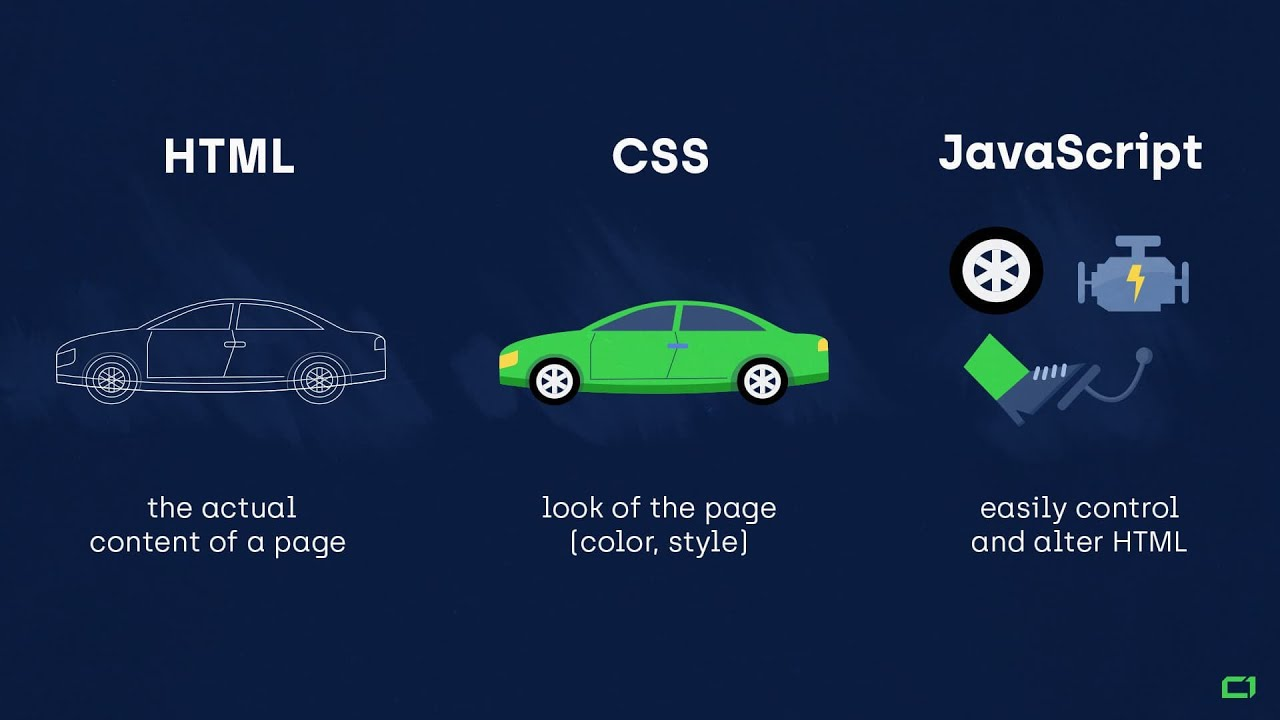 HTML
the actual
content of a page
CSS
look of the page
(color, style)
JavaScript
easily control
and alter HTML